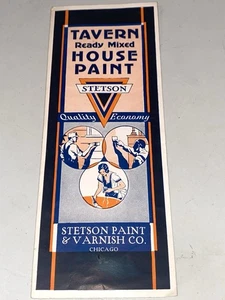 TAVERN
Ready Mixed
HOUSE
PAINT
STETSON
Quality Economy
STETSON PAINT
& VARNISH CO.
CHICAGO